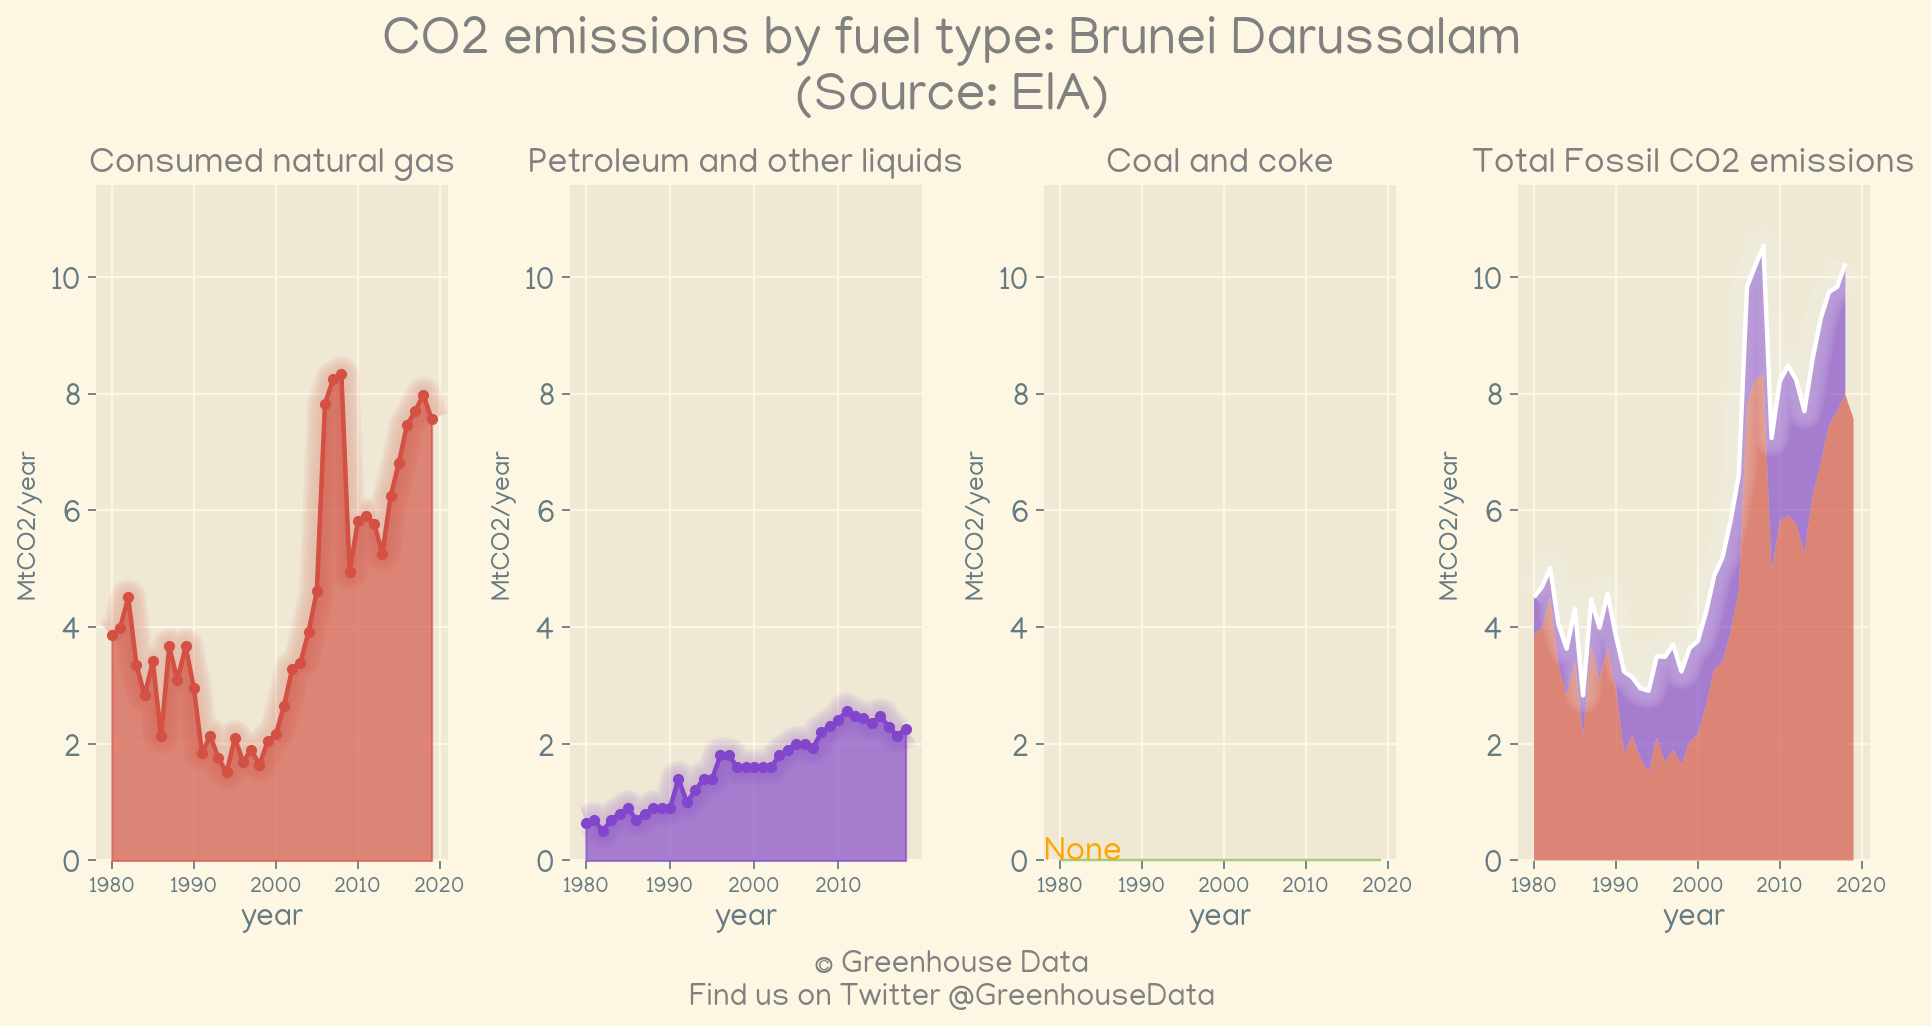 CO2 emissions by fuel type: Brunei Darussalam
(Source: EIA)
Consumed natural gas
Petroleum and other liquids
Coal and coke
Total Fossil CO2 emissions
MtCO2/year
10
8
6
4
2
0
1980 1990 2000 2010 2020
year
MtCO2/year
10
8
6
4
2
0
1980 1990 2000 2010
year
MtCO2/year
10
8
6
4
2
0
None
1980 1990 2000 2010 2020
year
MtCO2/year
10
8
6
4
2
0
1980 1990 2000 2010 2020
year
© Greenhouse Data
Find us on Twitter @GreenhouseData